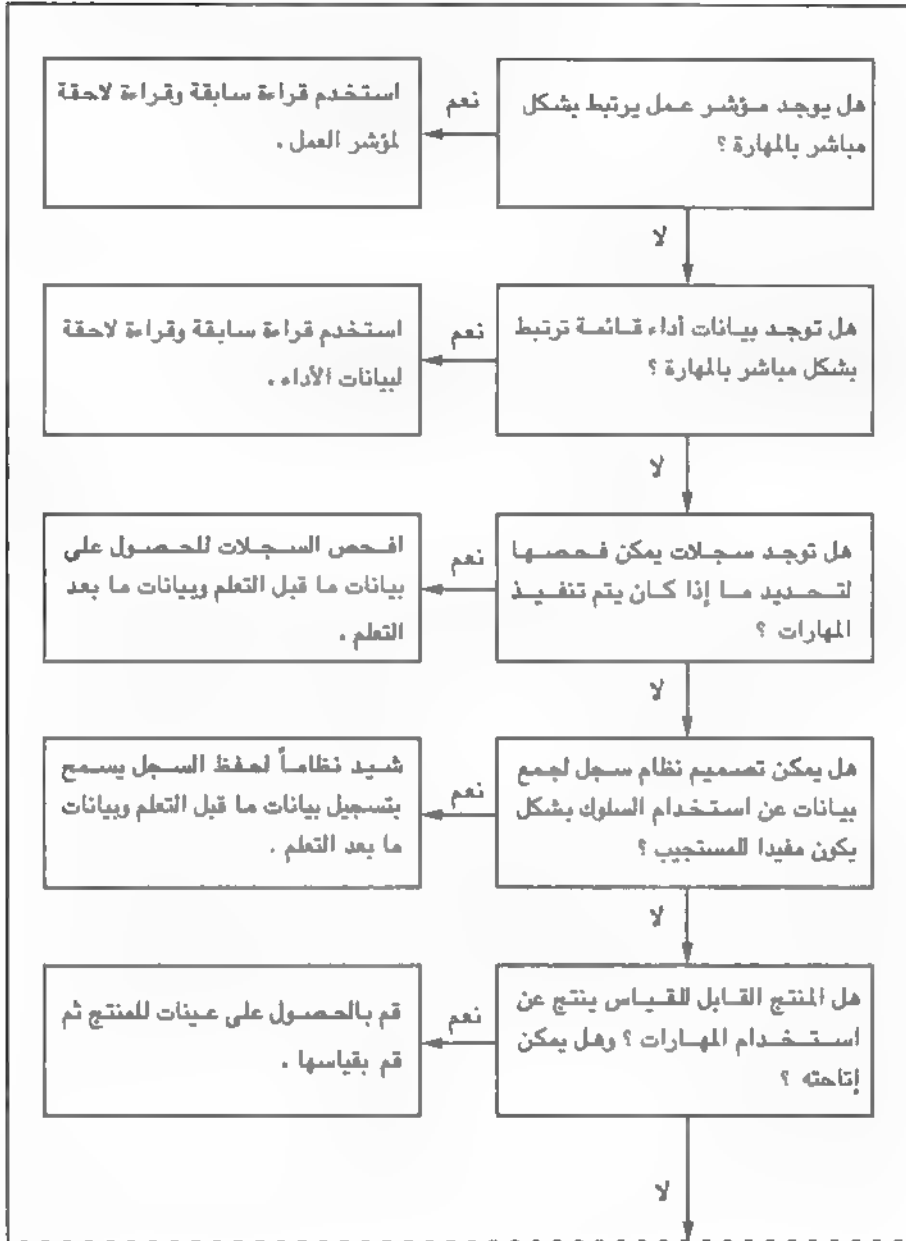 هل يوجد مؤشر عمل يرتبط بشكل
مباشر بالمهارة ؟
نعم
استخدم قراءة سابقة وقراءة لاحقة
لمؤشر العمل .
لا
هل توجد بيانات أداء قائمة ترتبط
بشكل مباشر بالمهارة ؟
نعم
استخدم قراءة سابقة وقراءة لاحقة
لبيانات الأداء .
لا
هل توجد سجلات يمكن فحصها
لتحديد ما إذا كان يتم تنفيذ
المهارات ؟
نعم
افحص السجلات للحصول على
بيانات ما قبل التعلم وبيانات ما بعد
التعلم .
لا
هل يمكن تصميم نظام سجل لجمع
بيانات عن استخدام السلوك بشكل
يكون مفيدا للمستجيب ؟
نعم
شيد نظاماً لحفظ السجل يسمح
بتسجيل بيانات ما قبل التعلم وبيانات
ما بعد التعلم .
لا
هل المنتج القابل للقياس ينتج عن
استخدام المهارات ؟ وهل يمكن
إتاحته ؟
نعم
قم بالحصول على عينات للمنتج ثم
قم بقياسها .
لا